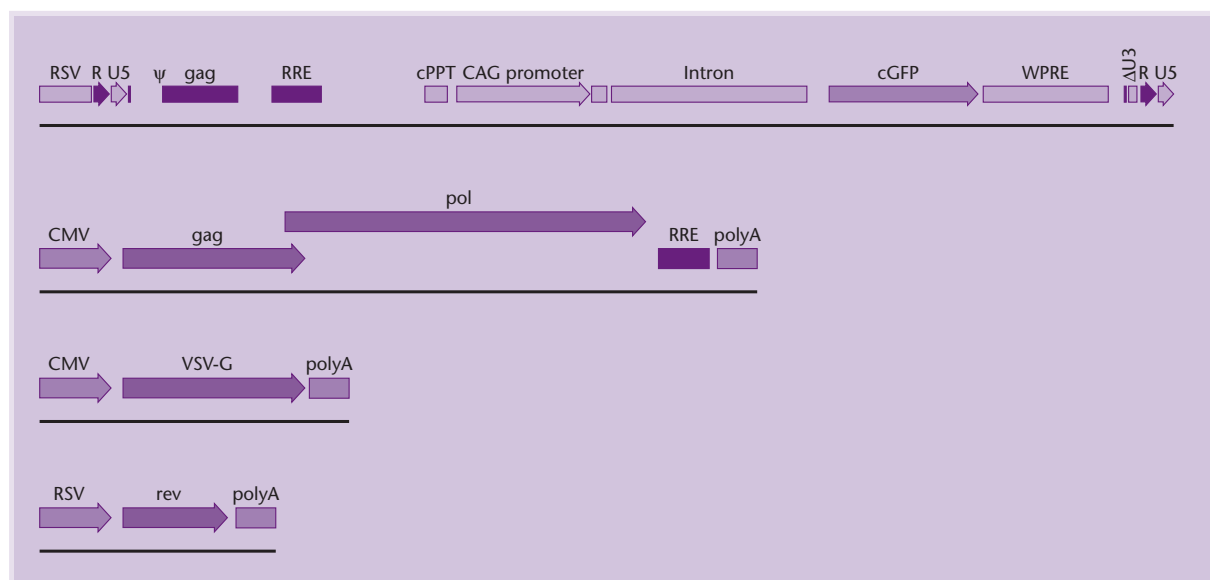 RSV R U5 ψ gag RRE cPPT CAG promoter Intron cGFP WPRE ΔU3 R U5
pol
CMV gag RRE polyA
CMV VSV-G polyA
RSV rev polyA